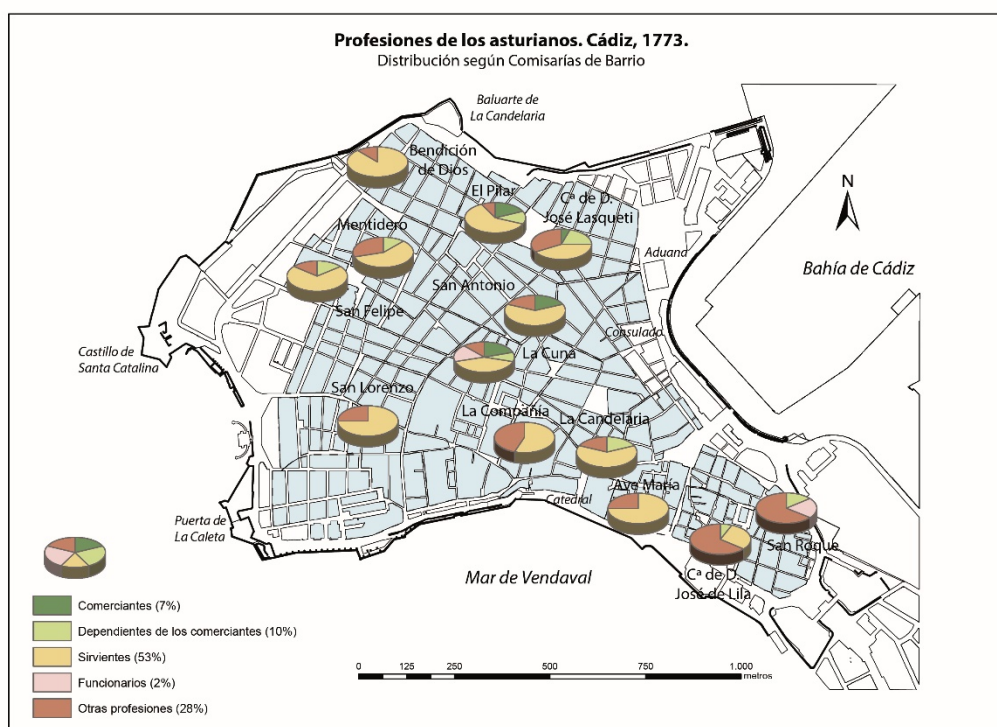 Profesiones de los asturianos. Cádiz, 1773.
Distribución según Comisarías de Barrio
Baluarte de
La Candelaria
Bendición
de Dios
El Pilar
Cª de D.
José Lasqueti
N
Mentidero
Aduana
San Antonio
Bahía de Cádiz
San Felipe
Consulado
Castillo de
Santa Catalina
La Cuna
San Lorenzo
La Compañía
La Candelaria
Ave María
Catedral
Puerta de
La Caleta
San Roque
Cª de D.
José de Lila
Mar de Vendaval
Comerciantes (7%)
Dependientes de los comerciantes (10%)
Sirvientes (53%)
Funcionarios (2%)
Otras profesiones (28%)
0 125 250 500 750 1.000
metros